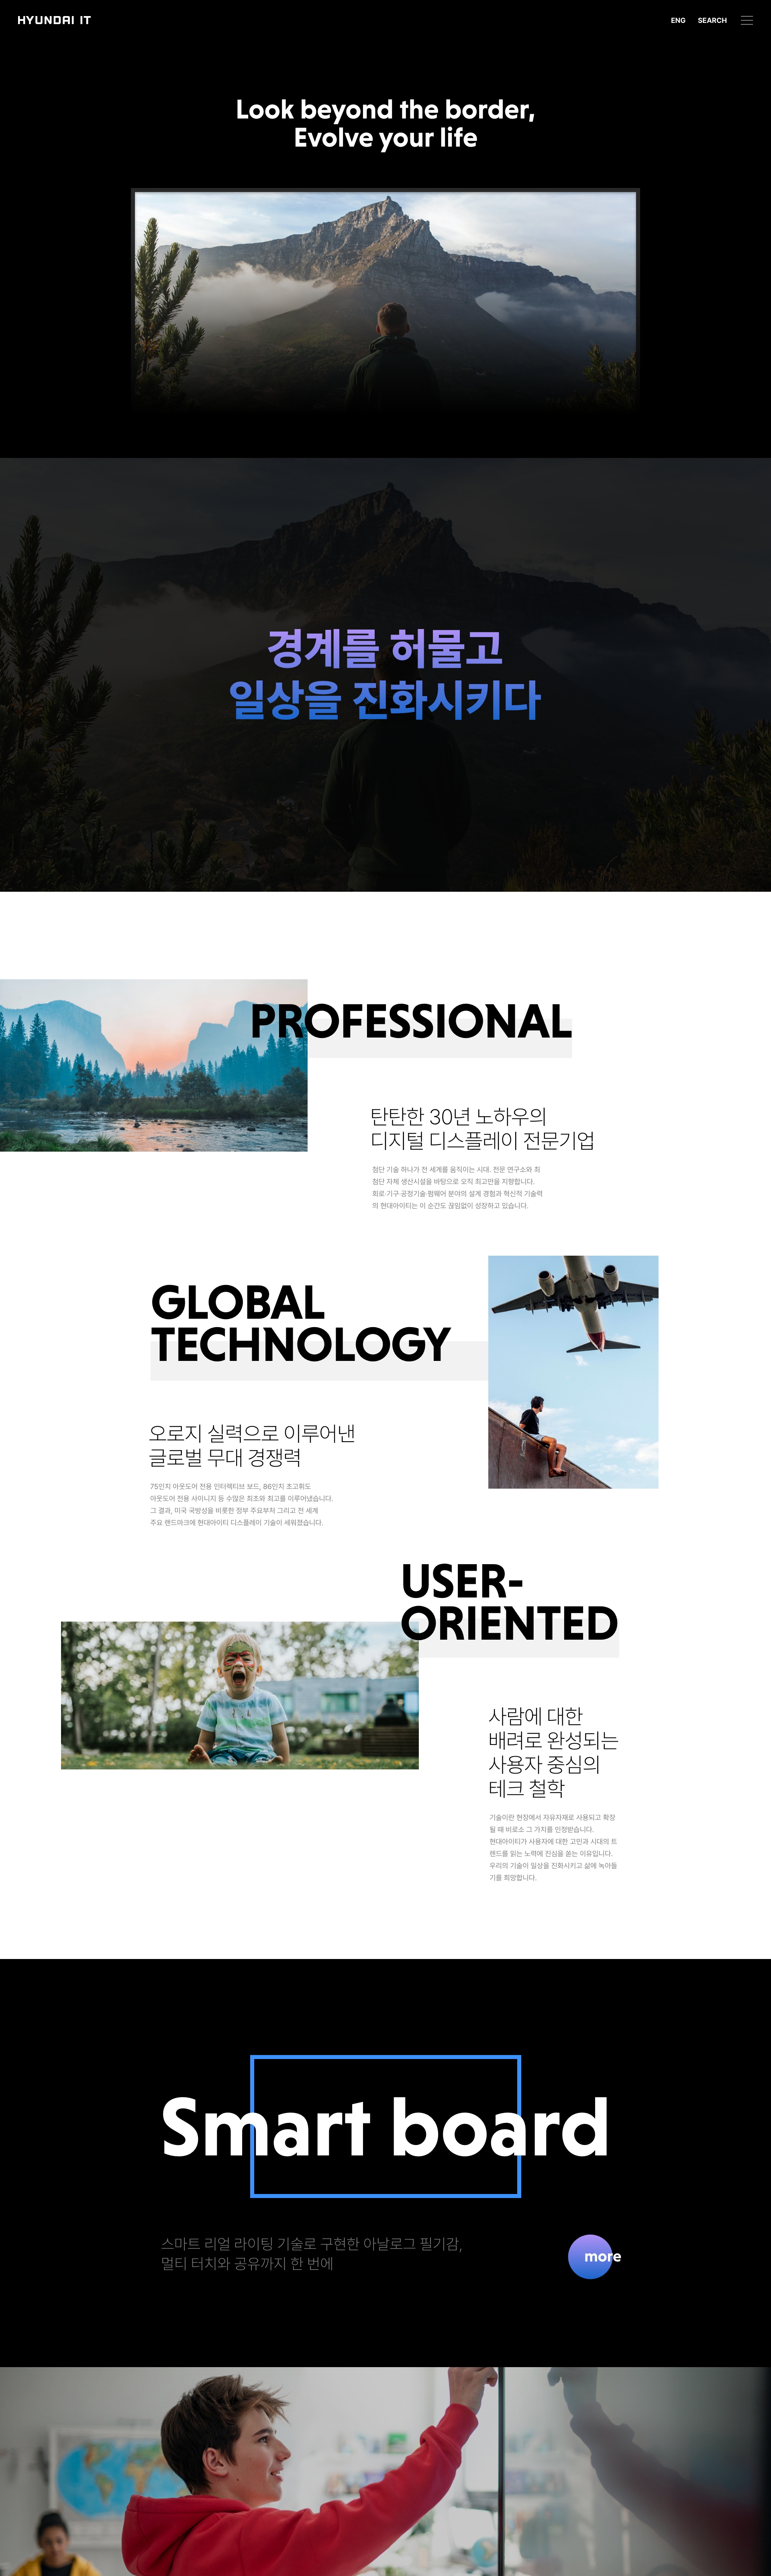 HYUNDAI IT
ENG SEARCH
Look beyond the border,
Evolve your life
경계를 허물고
일상을 진화시키다
PROFESSIONAL
탄탄한 30년 노하우의
디지털 디스플레이 전문기업
첨단 기술 하나가 전 세계를 움직이는 시대. 전문 연구소와 최
첨단 자체 생산시설을 바탕으로 오직 최고만을 지향합니다.
회로·기구·공정기술·펌웨어 분야의 설계 경험과 혁신적 기술력
의 현대아이티는 이 순간도 끊임없이 성장하고 있습니다.
GLOBAL
TECHNOLOGY
오로지 실력으로 이루어낸
글로벌 무대 경쟁력
75인치 아웃도어 전용 인터렉티브 보드, 86인치 초고휘도
아웃도어 전용 사이니지 등 수많은 최초와 최고를 이루어냈습니다.
그 결과, 미국 국방성을 비롯한 정부 주요부처 그리고 전 세계
주요 랜드마크에 현대아이티 디스플레이 기술이 세워졌습니다.
USER-
ORIENTED
사람에 대한
배려로 완성되는
사용자 중심의
테크 철학
기술이란 현장에서 자유자재로 사용되고 확장
될 때 비로소 그 가치를 인정받습니다.
현대아이티가 사용자에 대한 고민과 시대의 트
렌드를 읽는 노력에 진심을 쏟는 이유입니다.
우리의 기술이 일상을 진화시키고 삶에 녹아들
기를 희망합니다.
Smart board
스마트 리얼 라이팅 기술로 구현한 아날로그 필기감,
멀티 터치와 공유까지 한 번에
more